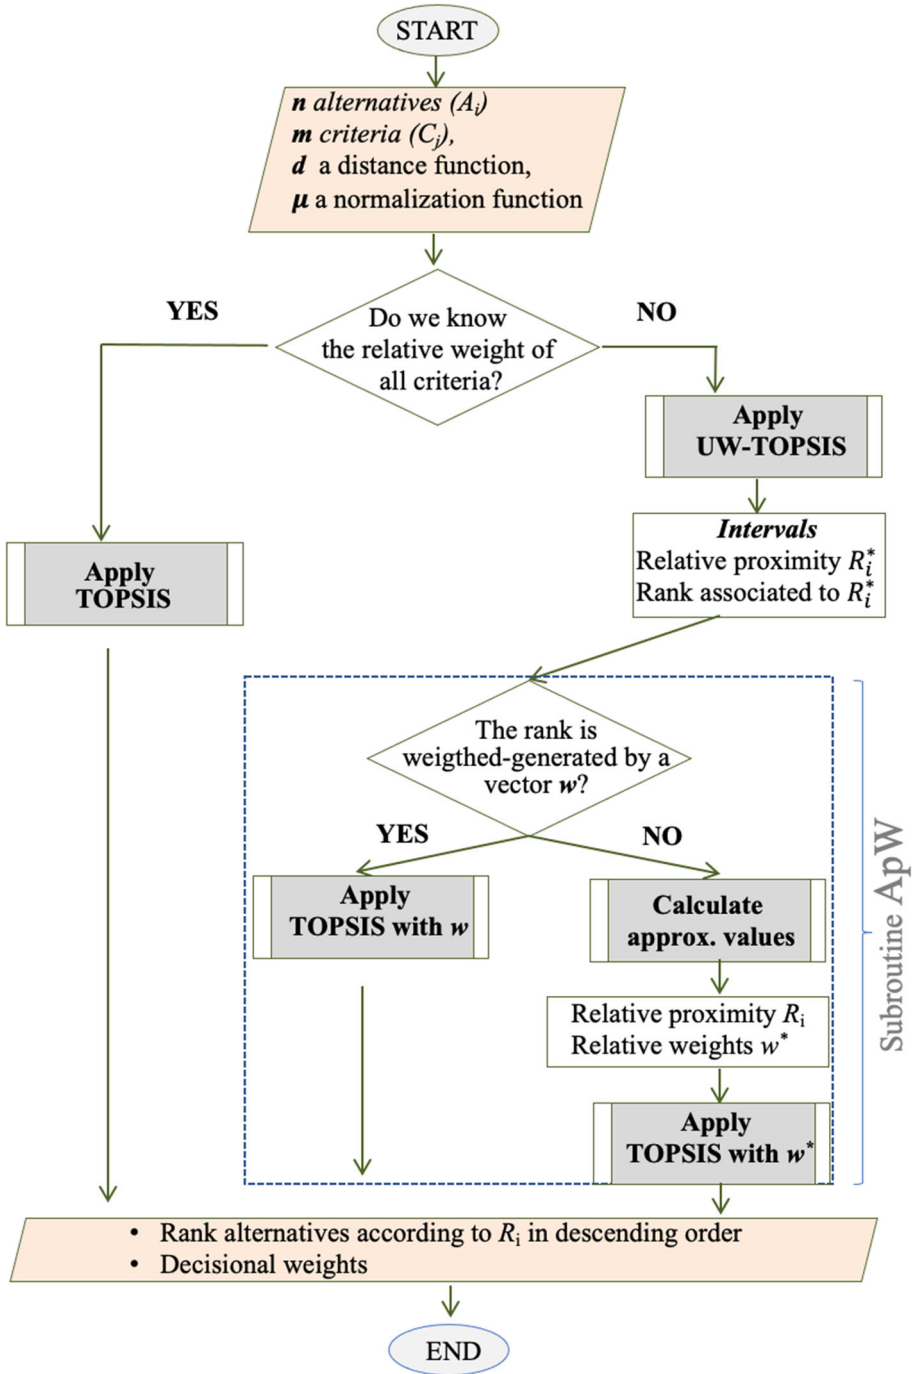 START
n alternatives (Aᵢ)
m criteria (Cⱼ),
d a distance function,
μ a normalization function
YES
NO
Do we know
the relative weight of
all criteria?
Apply
UW-TOPSIS
Intervals
Relative proximity Rᵢ*
Rank associated to Rᵢ*
Apply
TOPSIS
The rank is
weigthed-generated by a
vector w?
YES
NO
Apply
TOPSIS with w
Calculate
approx. values
Relative proximity Rᵢ
Relative weights w*
Apply
TOPSIS with w*
Subroutine ApW
• Rank alternatives according to Rᵢ in descending order
• Decisional weights
END